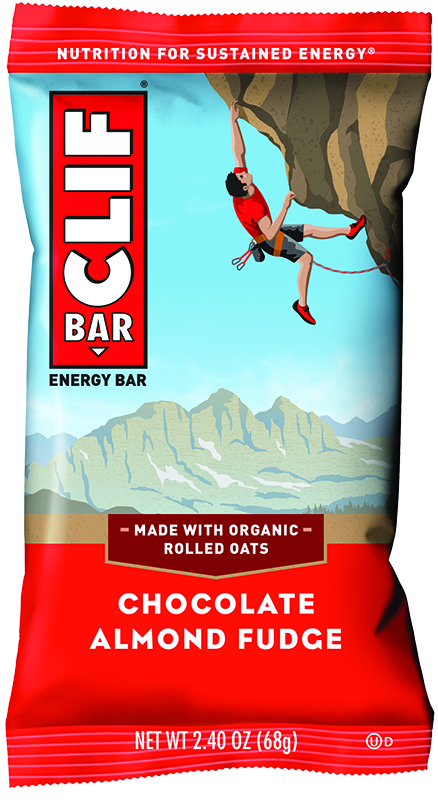 NUTRITION FOR SUSTAINED ENERGY®
CLIF®
BAR
ENERGY BAR
- MADE WITH ORGANIC -
ROLLED OATS
CHOCOLATE
ALMOND FUDGE
NET WT 2.40 OZ (68g)
Ⓤ D